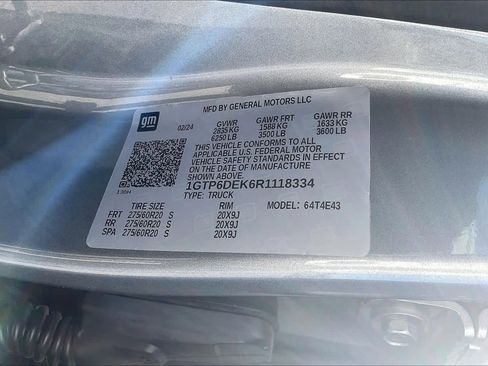 gm
MFD BY GENERAL MOTORS LLC
02/24 GVWR GAWR FRT GAWR RR
2835 KG 1588 KG 1633 KG
6250 LB 3500 LB 3600 LB
THIS VEHICLE CONFORMS TO ALL
APPLICABLE U.S. FEDERAL MOTOR
VEHICLE SAFETY STANDARDS IN EFFECT
ON THE DATE OF MANUFACTURE
SHOWN ABOVE.
1GTP6DEK6R1118334
TYPE: TRUCK
MODEL: 64T4E43
TIRE SIZE RIM
FRT 275/60R20 S 20X9J
RR 275/60R20 S 20X9J
SPA 275/60R20 S 20X9J